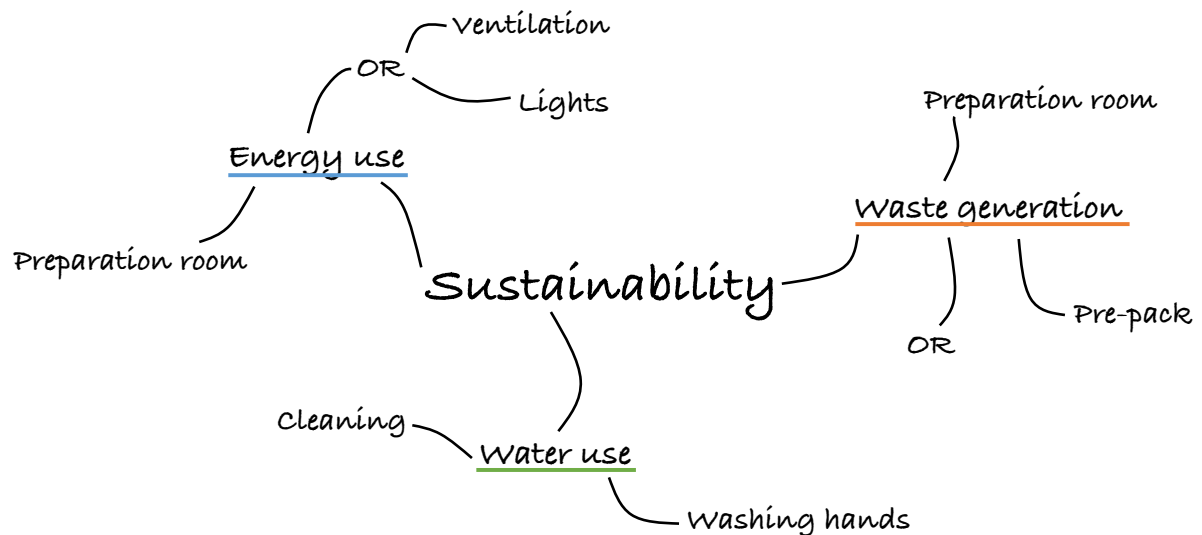 Ventilation
OR
Lights
Preparation room
Energy use
Waste generation
Preparation room
Sustainability
Pre-pack
OR
Cleaning
Water use
Washing hands